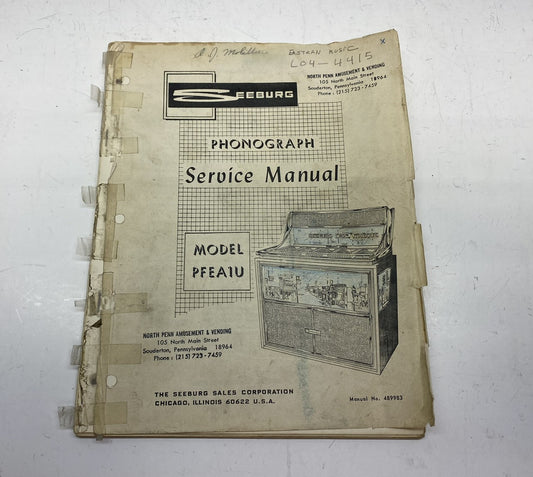 EASTRAN MUSIC
LO4-4415
NORTH PENN AMUSEMENT & VENDING
105 North Main Street
Souderton, Pennsylvania 18964
Phone: (215) 723-7459
SEEBURG
PHONOGRAPH
Service Manual
MODEL
PFEA1U
NORTH PENN AMUSEMENT & VENDING
105 North Main Street
Souderton, Pennsylvania 18964
Phone: (215) 723-7459
THE SEEBURG SALES CORPORATION
CHICAGO, ILLINOIS 60622 U.S.A.
Manual No. 489983